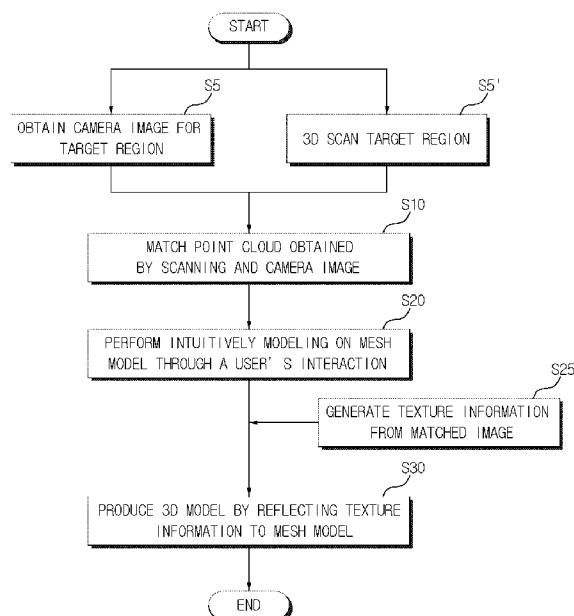 START
S5
OBTAIN CAMERA IMAGE FOR
TARGET REGION
S5'
3D SCAN TARGET REGION
S10
MATCH POINT CLOUD OBTAINED
BY SCANNING AND CAMERA IMAGE
S20
PERFORM INTUITIVELY MODELING ON MESH
MODEL THROUGH A USER'S INTERACTION
S25
GENERATE TEXTURE INFORMATION
FROM MATCHED IMAGE
S30
PRODUCE 3D MODEL BY REFLECTING TEXTURE
INFORMATION TO MESH MODEL
END